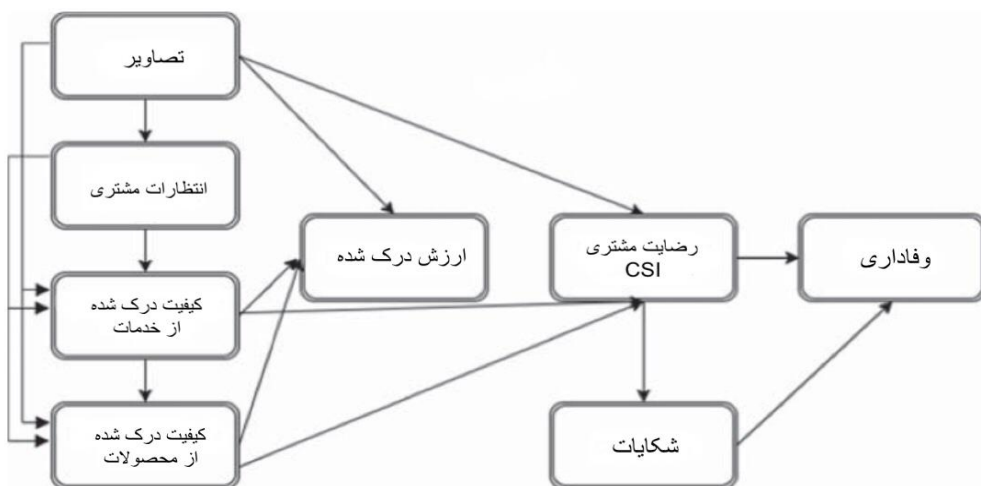 تصاویر
انتظارات مشتری
کیفیت درک شده
از خدمات
کیفیت درک شده
از محصولات
ارزش درک شده
رضایت مشتری
CSI
شکایات
وفاداری